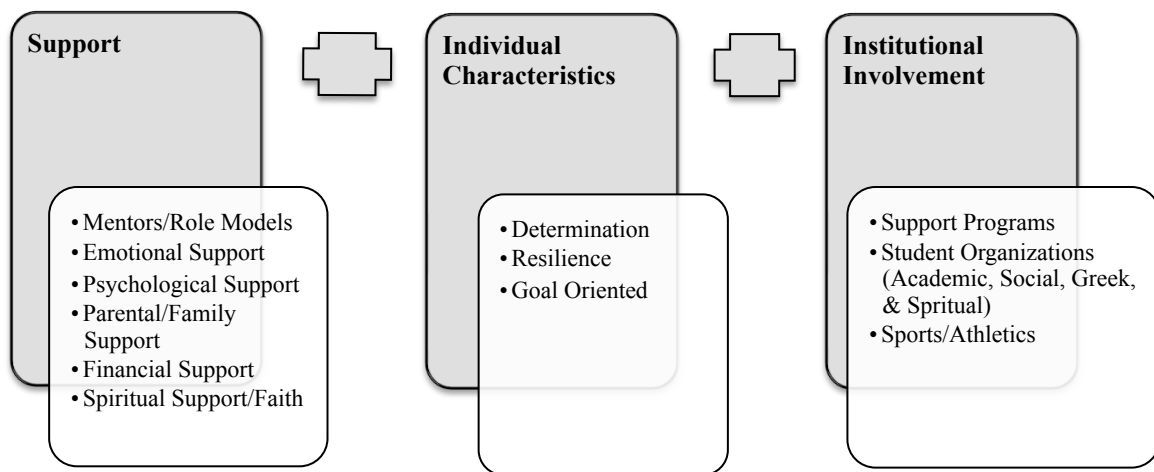 Support
• Mentors/Role Models
• Emotional Support
• Psychological Support
• Parental/Family
Support
• Financial Support
• Spiritual Support/Faith
Individual
Characteristics
• Determination
• Resilience
• Goal Oriented
Institutional
Involvement
• Support Programs
• Student Organizations
(Academic, Social, Greek,
& Spritual)
• Sports/Athletics